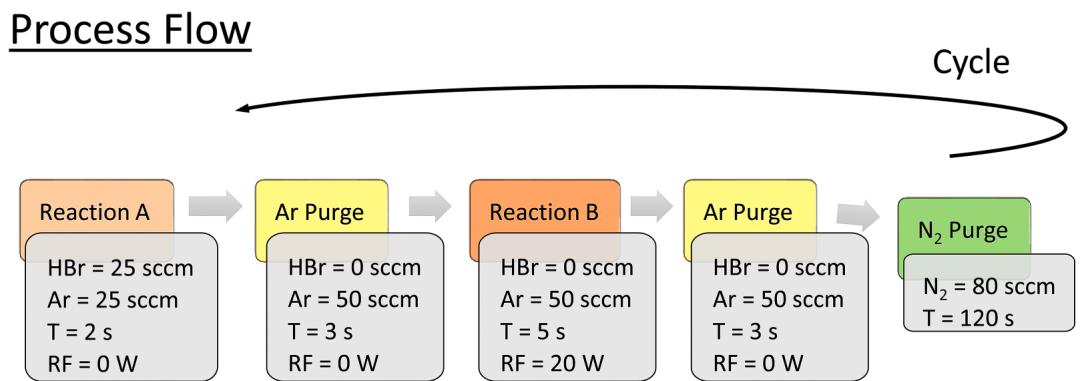 Process Flow
Cycle
Reaction A
HBr = 25 sccm
Ar = 25 sccm
T = 2 s
RF = 0 W
Ar Purge
HBr = 0 sccm
Ar = 50 sccm
T = 3 s
RF = 0 W
Reaction B
HBr = 0 sccm
Ar = 50 sccm
T = 5 s
RF = 20 W
Ar Purge
HBr = 0 sccm
Ar = 50 sccm
T = 3 s
RF = 0 W
N₂ Purge
N₂ = 80 sccm
T = 120 s